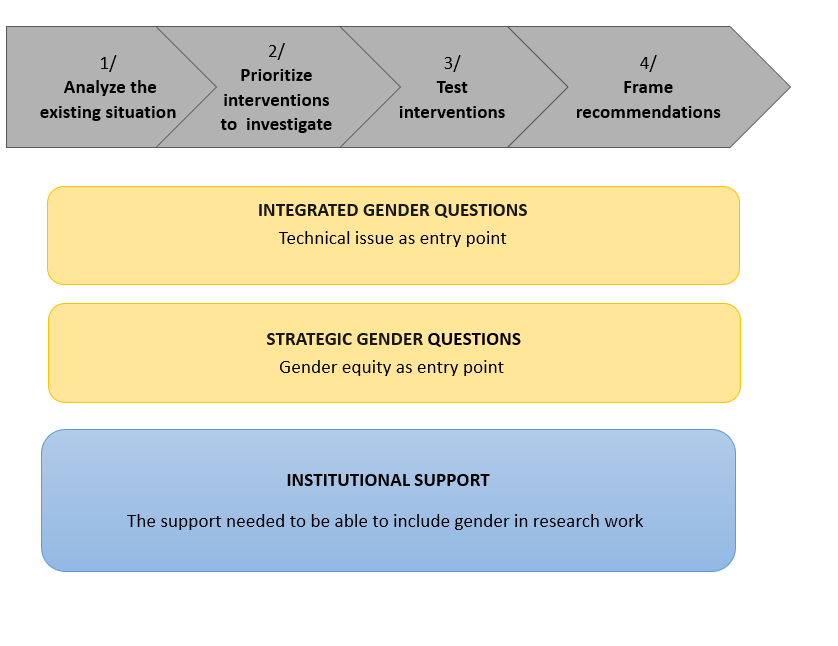 1/
Analyze the
existing situation
2/
Prioritize
interventions
to  investigate
3/
Test
interventions
4/
Frame
recommendations
INTEGRATED GENDER QUESTIONS
Technical issue as entry point
STRATEGIC GENDER QUESTIONS
Gender equity as entry point
INSTITUTIONAL SUPPORT
The support needed to be able to include gender in research work